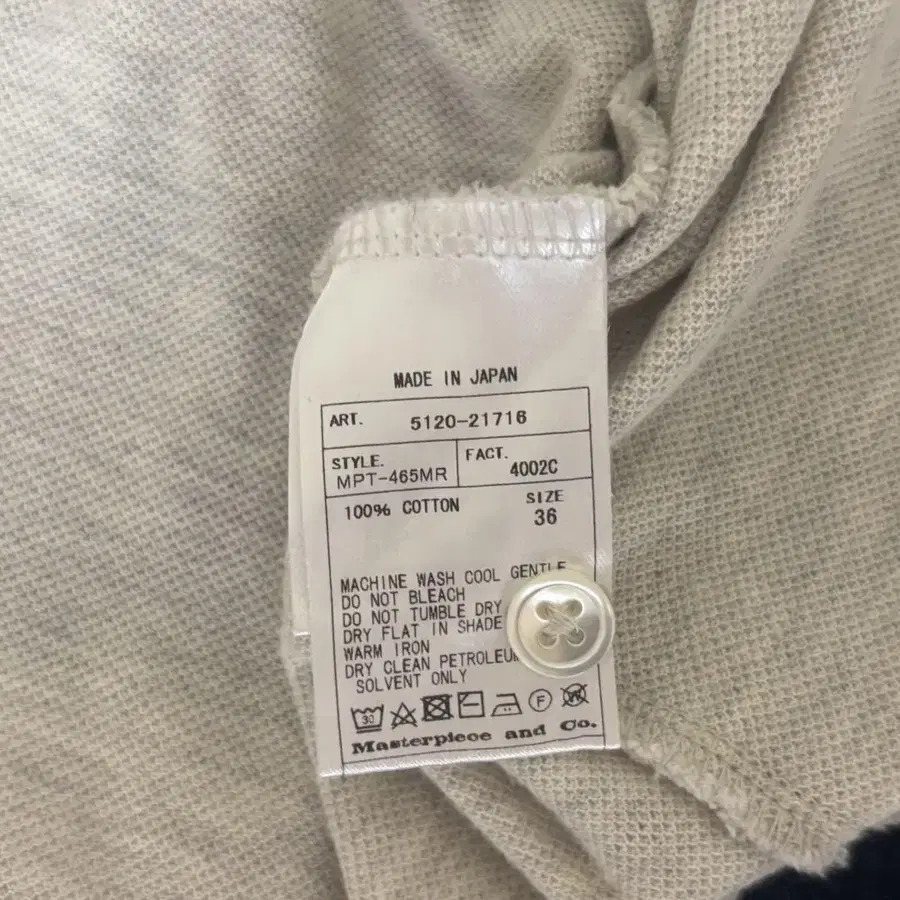 MADE IN JAPAN
ART. 5120-21716
STYLE. FACT.
MPT-465MR 4002C
100% COTTON SIZE
36
MACHINE WASH COOL GENTLE
DO NOT BLEACH
DO NOT TUMBLE DRY
DRY FLAT IN SHADE
WARM IRON
DRY CLEAN PETROLEUM
SOLVENT ONLY
30 F W
Masterpiece and Co.